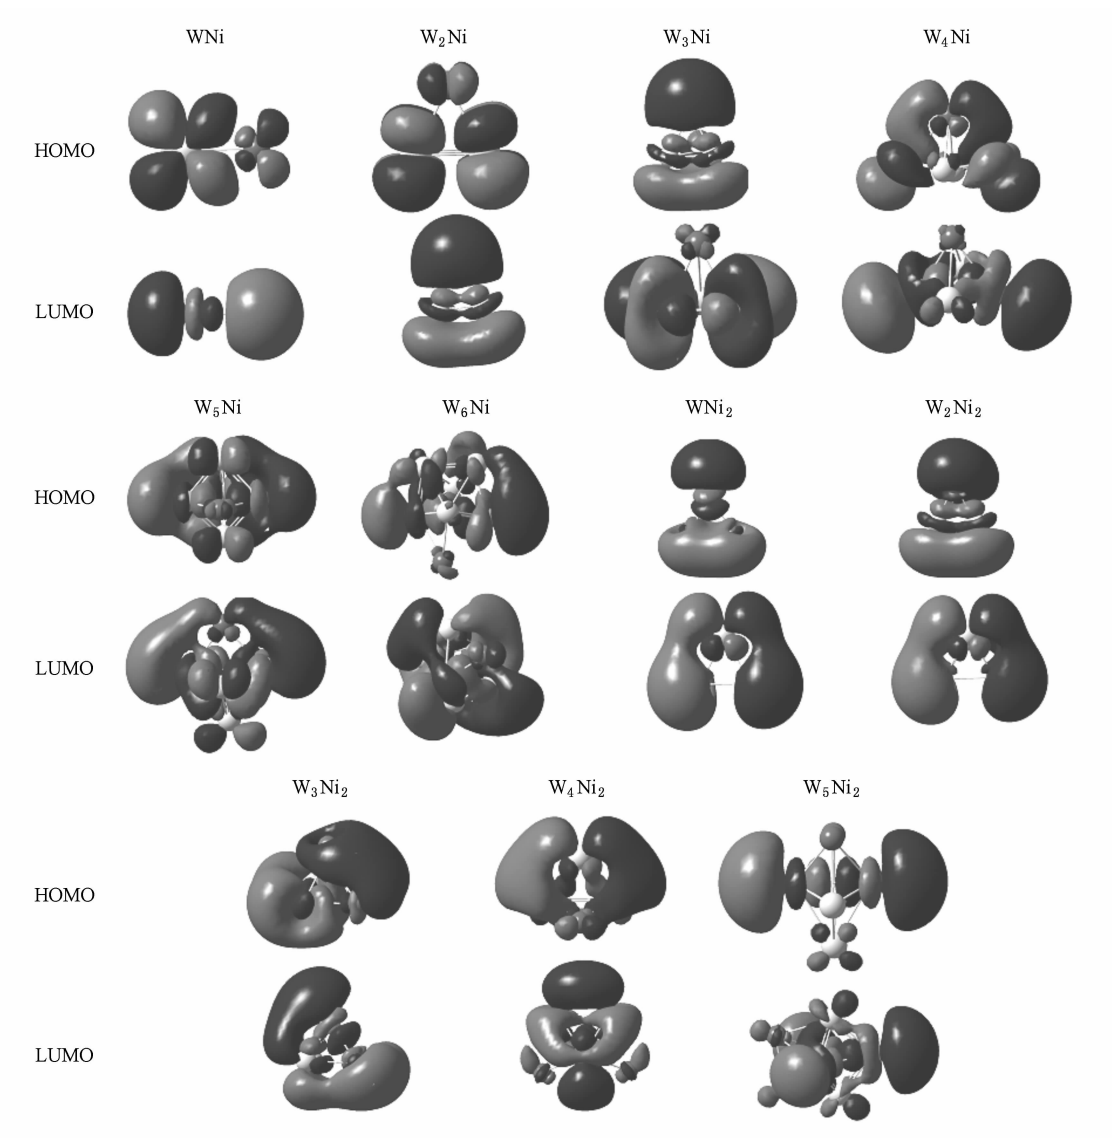 WNi W₂Ni W₃Ni W₄Ni
HOMO
LUMO
W₅Ni W₆Ni WNi₂ W₂Ni₂
HOMO
LUMO
W₃Ni₂ W₄Ni₂ W₅Ni₂
HOMO
LUMO